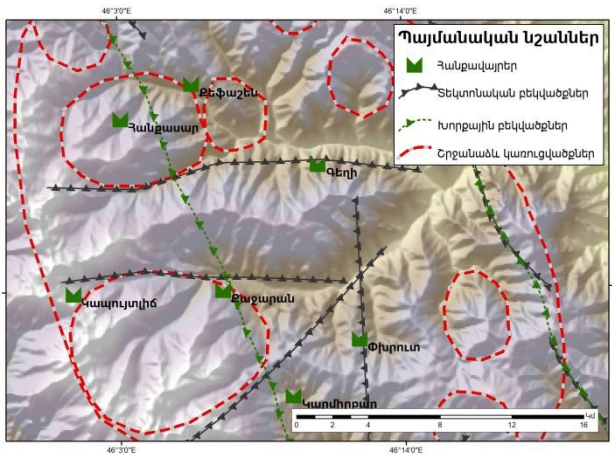 46°3'0"E
46°14'0"E
Պայմանական նշաններ
Հանքավայրեր
Տեկտոնական բեկվածքներ
Խորքային բեկվածքներ
Շրջանաձև կառուցվածքներ
Քեֆաշեն
Հանքասար
Գեղի
Կապույտլիճ
Քաջարան
Փխրուտ
Կարմիրքար
Կմ
0 2 4 8 12 16
46°3'0"E
46°14'0"E